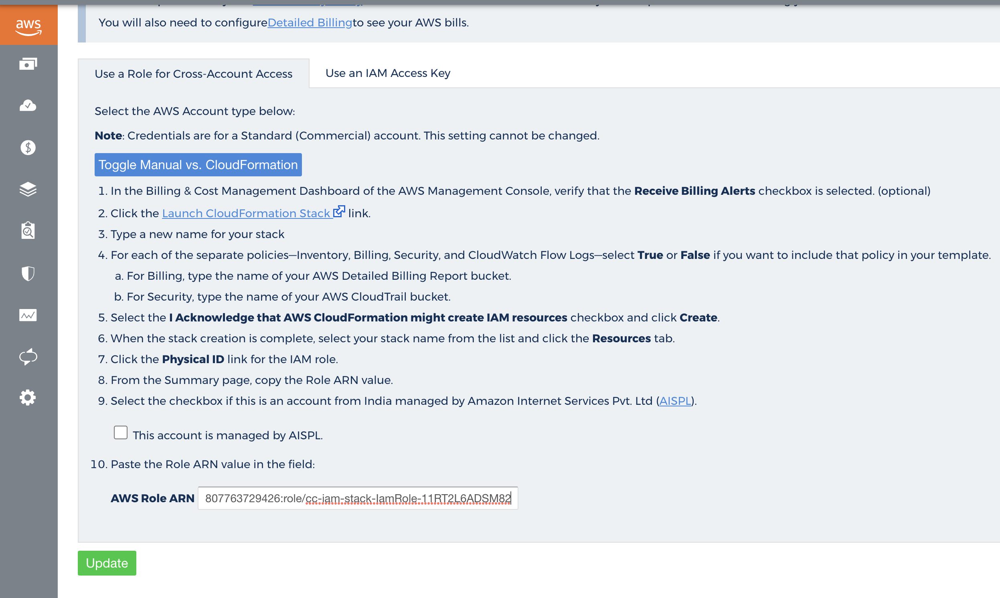 You will also need to configureDetailed Billingto see your AWS bills.
aws
Use a Role for Cross-Account Access
Use an IAM Access Key
Select the AWS Account type below:
Note: Credentials are for a Standard (Commercial) account. This setting cannot be changed.
Toggle Manual vs. CloudFormation
1. In the Billing & Cost Management Dashboard of the AWS Management Console, verify that the Receive Billing Alerts checkbox is selected. (optional)
2. Click the Launch CloudFormation Stack link.
3. Type a new name for your stack
4. For each of the separate policies—Inventory, Billing, Security, and CloudWatch Flow Logs—select True or False if you want to include that policy in your template.
a. For Billing, type the name of your AWS Detailed Billing Report bucket.
b. For Security, type the name of your AWS CloudTrail bucket.
5. Select the I Acknowledge that AWS CloudFormation might create IAM resources checkbox and click Create.
6. When the stack creation is complete, select your stack name from the list and click the Resources tab.
7. Click the Physical ID link for the IAM role.
8. From the Summary page, copy the Role ARN value.
9. Select the checkbox if this is an account from India managed by Amazon Internet Services Pvt. Ltd (AISPL).
This account is managed by AISPL.
10. Paste the Role ARN value in the field:
AWS Role ARN 807763729426:role/cc-iam-stack-IamRole-11RT2L6ADSM82
Update